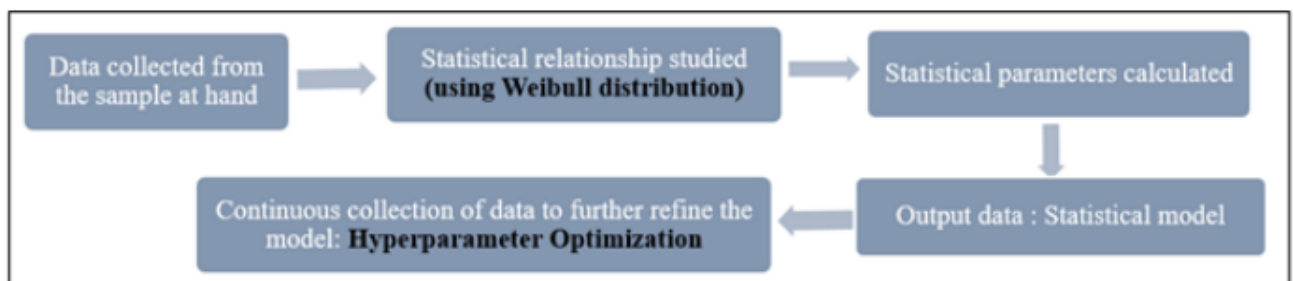 Data collected from
the sample at hand
Statistical relationship studied
(using Weibull distribution)
Statistical parameters calculated
Output data : Statistical model
Continuous collection of data to further refine the
model: Hyperparameter Optimization